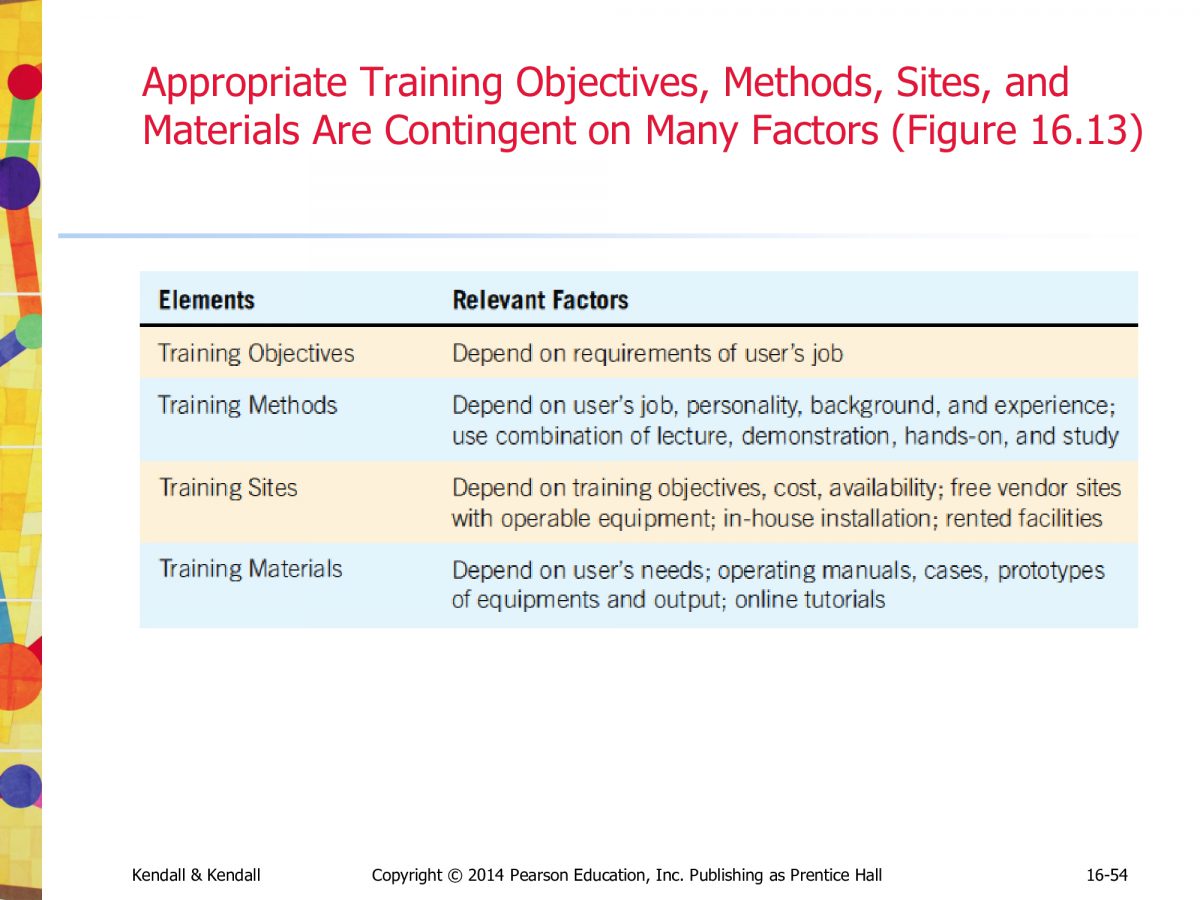 Appropriate Training Objectives, Methods, Sites, and
Materials Are Contingent on Many Factors (Figure 16.13)
Elements Relevant Factors
Training Objectives Depend on requirements of user's job
Training Methods Depend on user's job, personality, background, and experience;
use combination of lecture, demonstration, hands-on, and study
Training Sites Depend on training objectives, cost, availability; free vendor sites
with operable equipment; in-house installation; rented facilities
Training Materials Depend on user's needs; operating manuals, cases, prototypes
of equipments and output; online tutorials
Kendall & Kendall Copyright © 2014 Pearson Education, Inc. Publishing as Prentice Hall 16-54